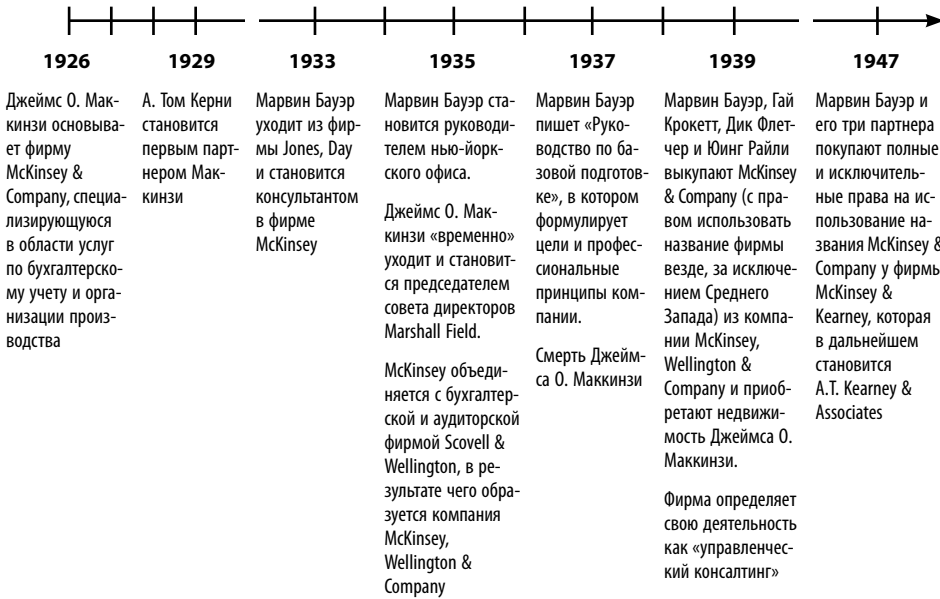 1926
Джеймс О. Мак-
кинзи основыва-
ет фирму
McKinsey &
Company, специа-
лизирующуюся
в области услуг
по бухгалтерско-
му учету и орга-
низации произ-
водства
1929
А. Том Керни
становится
первым парт-
нером Мак-
кинзи
1933
Марвин Бауэр
уходит из фир-
мы Jones, Day
и становится
консультантом
в фирме
McKinsey
1935
Марвин Бауэр ста-
новится руководи-
телем нью-йорк-
ского офиса.
Джеймс О. Мак-
кинзи «временно»
уходит и становит-
ся председателем
совета директоров
Marshall Field.
McKinsey объеди-
няется с бухгалтер-
ской и аудиторской
фирмой Scovell &
Wellington, в ре-
зультате чего обра-
зуется компания
McKinsey,
Wellington &
Company
1937
Марвин Бауэр
пишет «Руко-
водство по ба-
зовой подготов-
ке», в котором
формулирует
цели и профес-
сиональные
принципы ком-
пании.
Смерть Джейм-
са О. Маккинзи
1939
Марвин Бауэр, Гай
Крокетт, Дик Флет-
чер и Юинг Райли
выкупают McKinsey
& Company (с пра-
вом использовать
название фирмы
везде, за исключе-
нием Среднего
Запада) из компа-
нии McKinsey,
Wellington &
Company и приоб-
ретают недвижи-
мость Джеймса О.
Маккинзи.
Фирма определяет
свою деятельность
как «управленчес-
кий консалтинг»
1947
Марвин Бауэр и
его три партнера
покупают полные
и исключитель-
ные права на ис-
пользование на-
звания McKinsey &
Company у фирмы
McKinsey &
Kearney, которая
в дальнейшем
становится
A.T. Kearney &
Associates